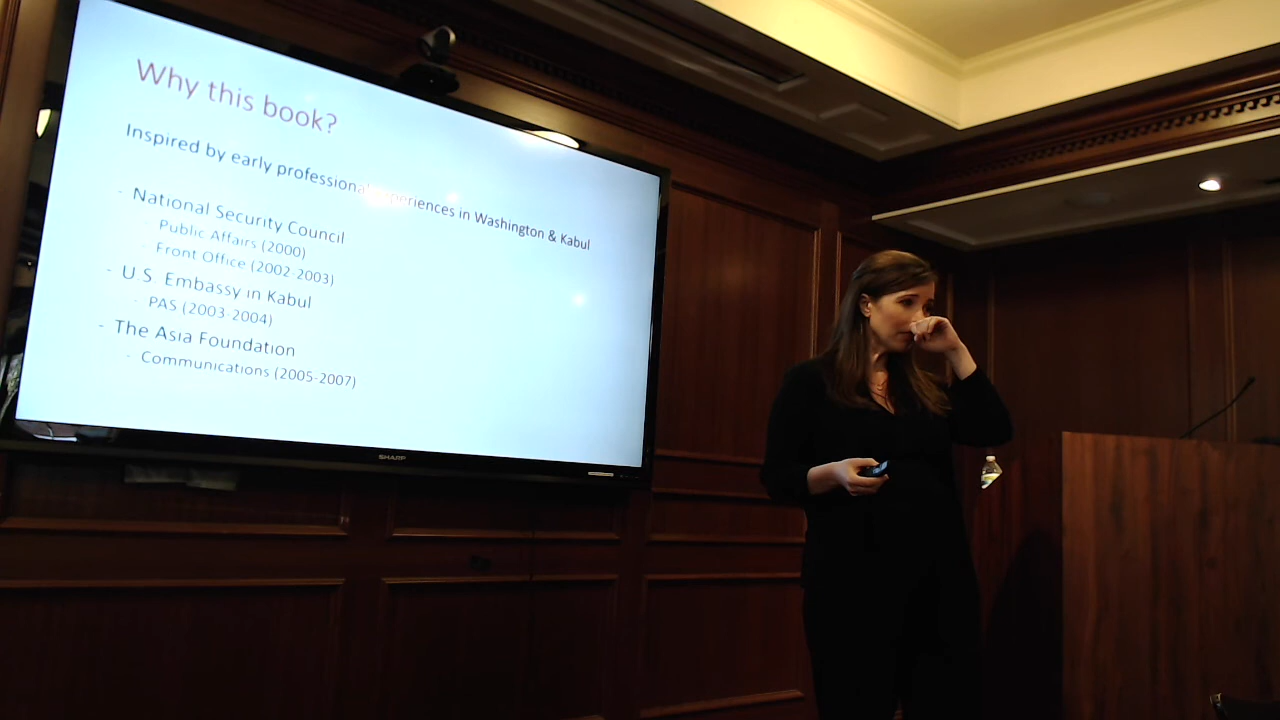 Why this book?
Inspired by early professional experiences in Washington & Kabul
- National Security Council
- Public Affairs (2000)
- Front Office (2002-2003)
- U.S. Embassy in Kabul
- PAS (2003-2004)
- The Asia Foundation
- Communications (2005-2007)
SHARP